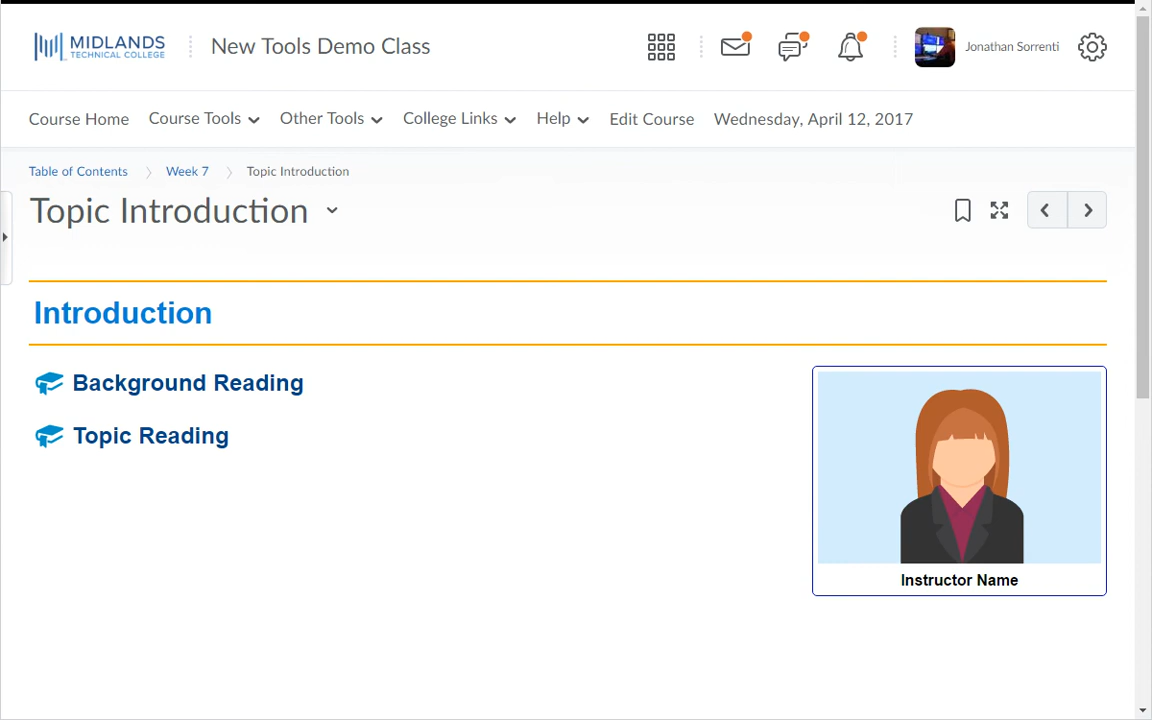 MIDLANDS
TECHNICAL COLLEGE
New Tools Demo Class
Jonathan Sorrenti
Course Home Course Tools Other Tools College Links Help Edit Course Wednesday, April 12, 2017
Table of Contents Week 7 Topic Introduction
Topic Introduction
Introduction
Background Reading
Topic Reading
Instructor Name